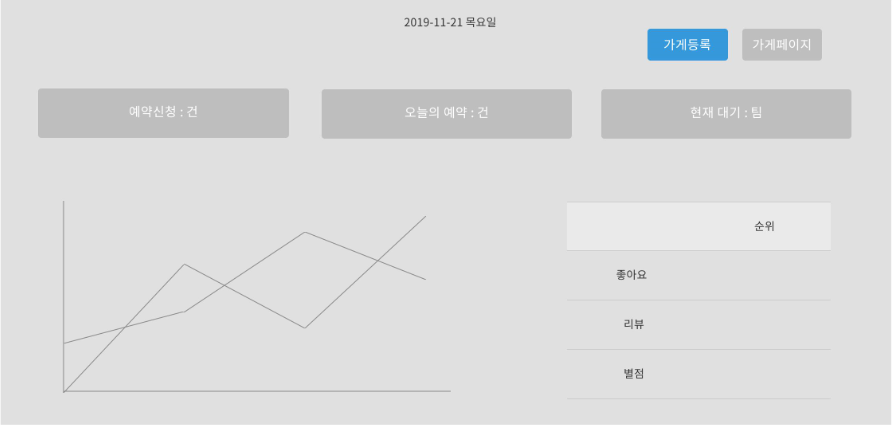 2019-11-21 목요일
가게등록
가게페이지
예약신청 : 건
오늘의 예약 : 건
현재 대기 : 팀
순위
좋아요
리뷰
별점